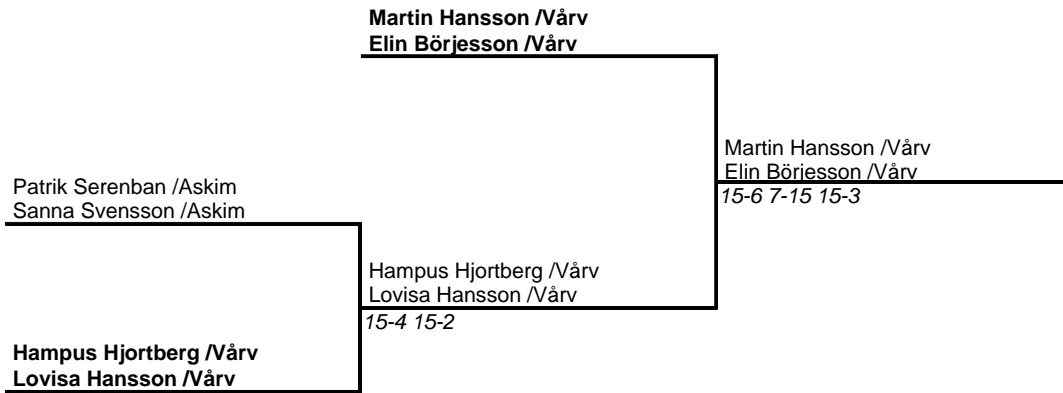 Martin Hansson /Vårv
Elin Börjesson /Vårv
Martin Hansson /Vårv
Elin Börjesson /Vårv
15-6 7-15 15-3
Patrik Serenban /Askim
Sanna Svensson /Askim
Hampus Hjortberg /Vårv
Lovisa Hansson /Vårv
15-4 15-2
Hampus Hjortberg /Vårv
Lovisa Hansson /Vårv